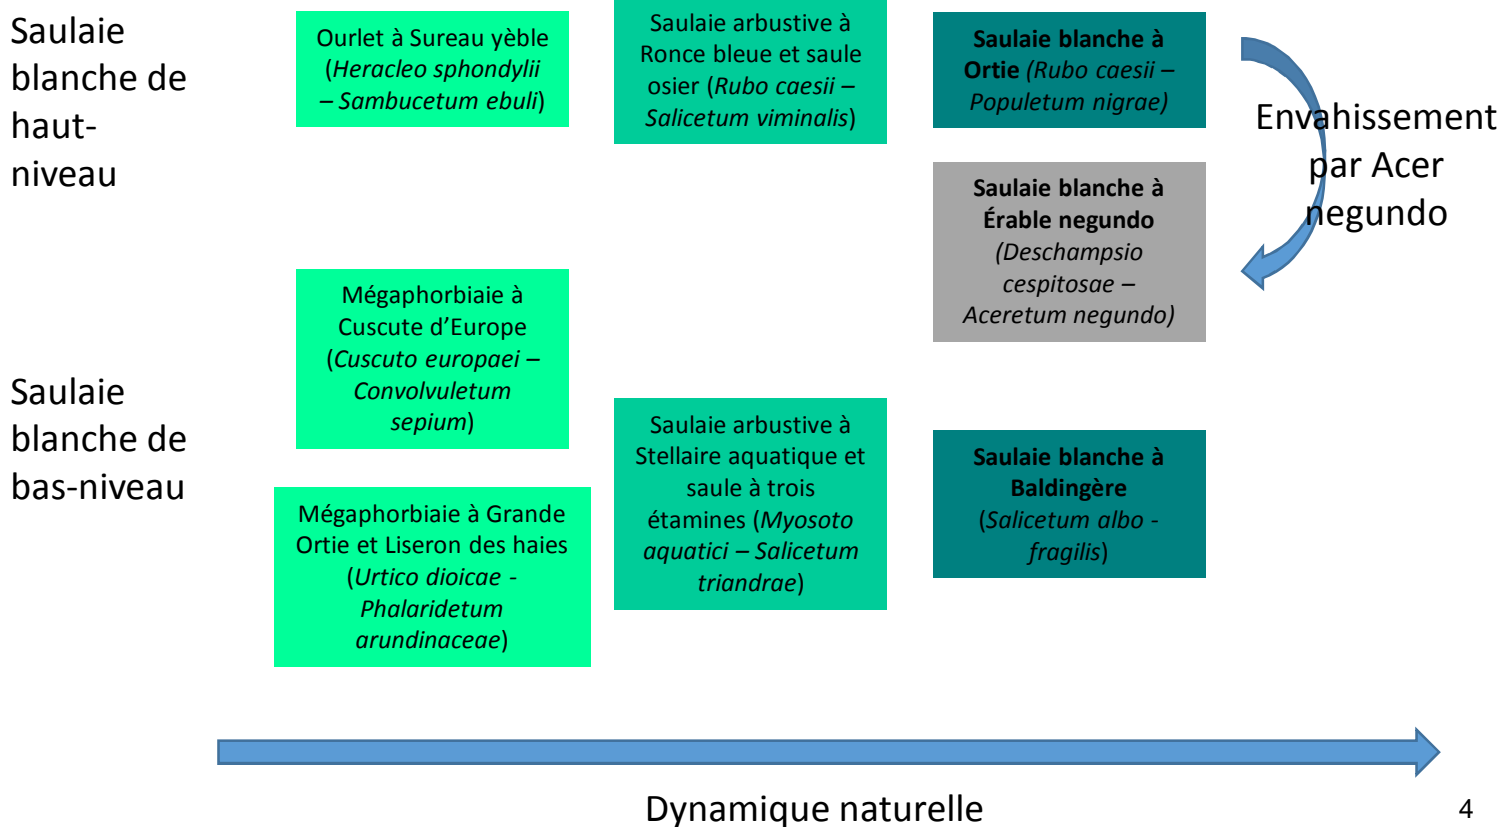 Saulaie
blanche de
haut-
niveau
Ourlet à Sureau yèble
(Heracleo sphondylii
– Sambucetum ebuli)
Saulaie arbustive à
Ronce bleue et saule
osier (Rubo caesii –
Salicetum viminalis)
Saulaie blanche à
Ortie (Rubo caesii –
Populetum nigrae)
Envahissement
par Acer
negundo
Saulaie blanche à
Érable negundo
(Deschampsio
cespitosae –
Aceretum negundo)
Saulaie
blanche de
bas-niveau
Mégaphorbiaie à
Cuscute d’Europe
(Cuscuto europaei –
Convolvuletum
sepium)
Mégaphorbiaie à Grande
Ortie et Liseron des haies
(Urtico dioicae -
Phalaridetum
arundinaceae)
Saulaie arbustive à
Stellaire aquatique et
saule à trois
étamines (Myosoto
aquatici – Salicetum
triandrae)
Saulaie blanche à
Baldingère
(Salicetum albo -
fragilis)
Dynamique naturelle
4